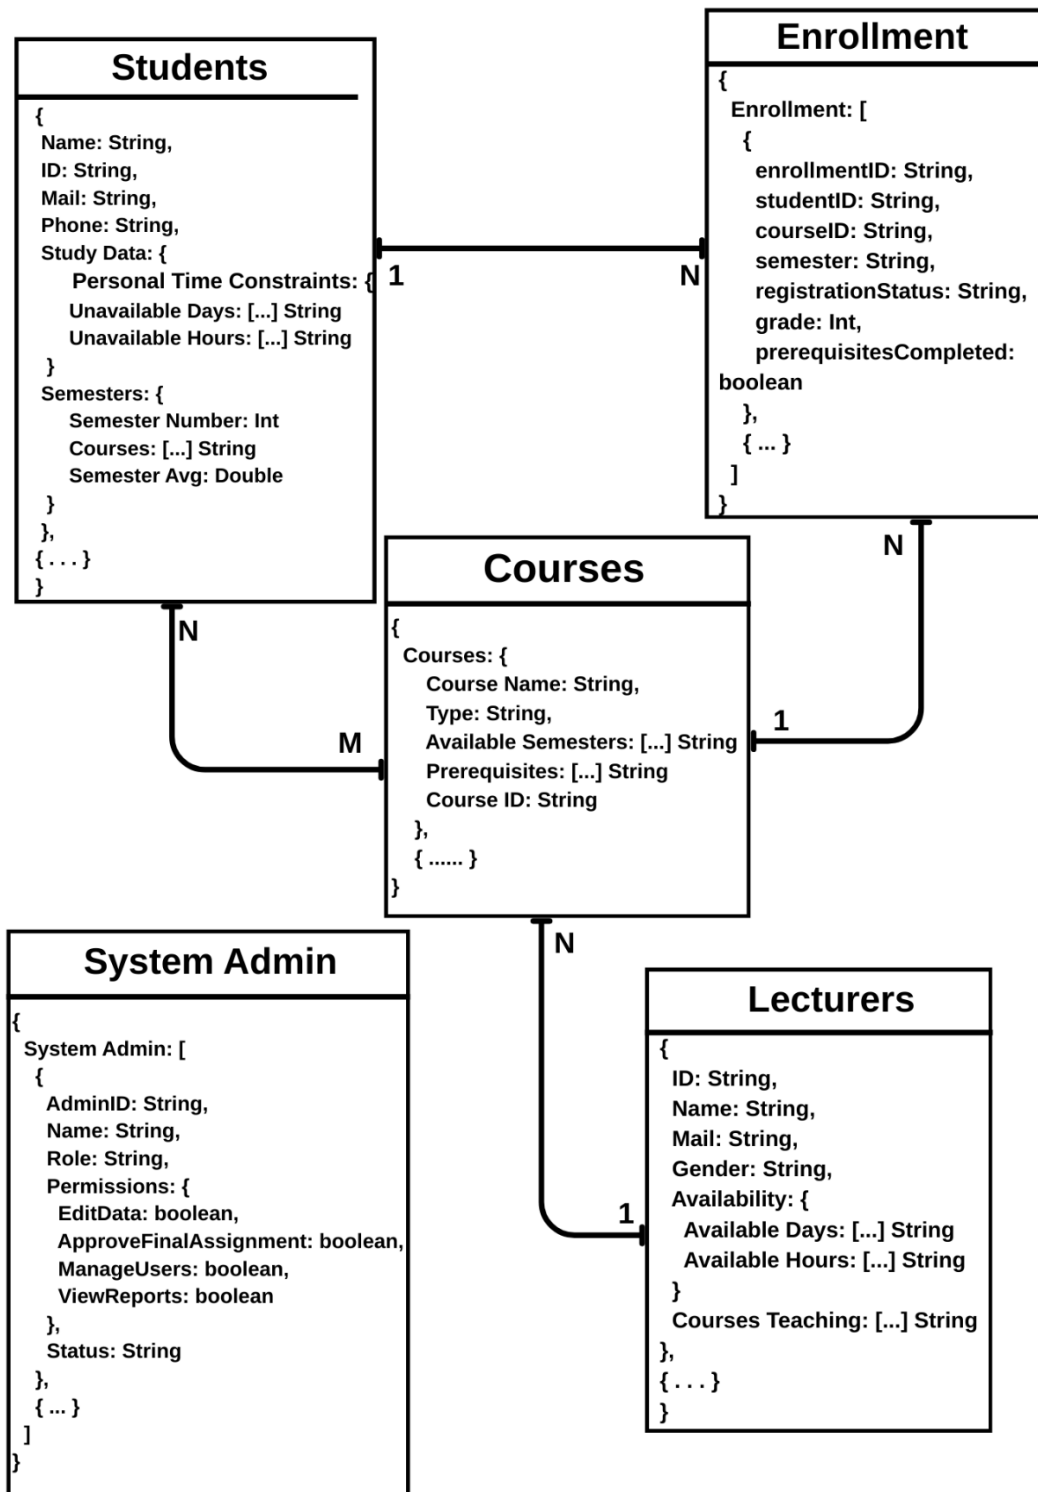 Students
{
Name: String,
ID: String,
Mail: String,
Phone: String,
Study Data: {
Personal Time Constraints: {
Unavailable Days: [...] String
Unavailable Hours: [...] String
}
Semesters: {
Semester Number: Int
Courses: [...] String
Semester Avg: Double
}
},
{ . . . }
}
Enrollment
{
Enrollment: [
{
enrollmentID: String,
studentID: String,
courseID: String,
semester: String,
registrationStatus: String,
grade: Int,
prerequisitesCompleted:
boolean
},
{ ... }
]
}
1
N
N
M
N
1
Courses
{
Courses: {
Course Name: String,
Type: String,
Available Semesters: [...] String
Prerequisites: [...] String
Course ID: String
},
{ ...... }
}
N
1
System Admin
{
System Admin: [
{
AdminID: String,
Name: String,
Role: String,
Permissions: {
EditData: boolean,
ApproveFinalAssignment: boolean,
ManageUsers: boolean,
ViewReports: boolean
},
Status: String
},
{ ... }
]
}
Lecturers
{
ID: String,
Name: String,
Mail: String,
Gender: String,
Availability: {
Available Days: [...] String
Available Hours: [...] String
}
Courses Teaching: [...] String
},
{ . . . }
}